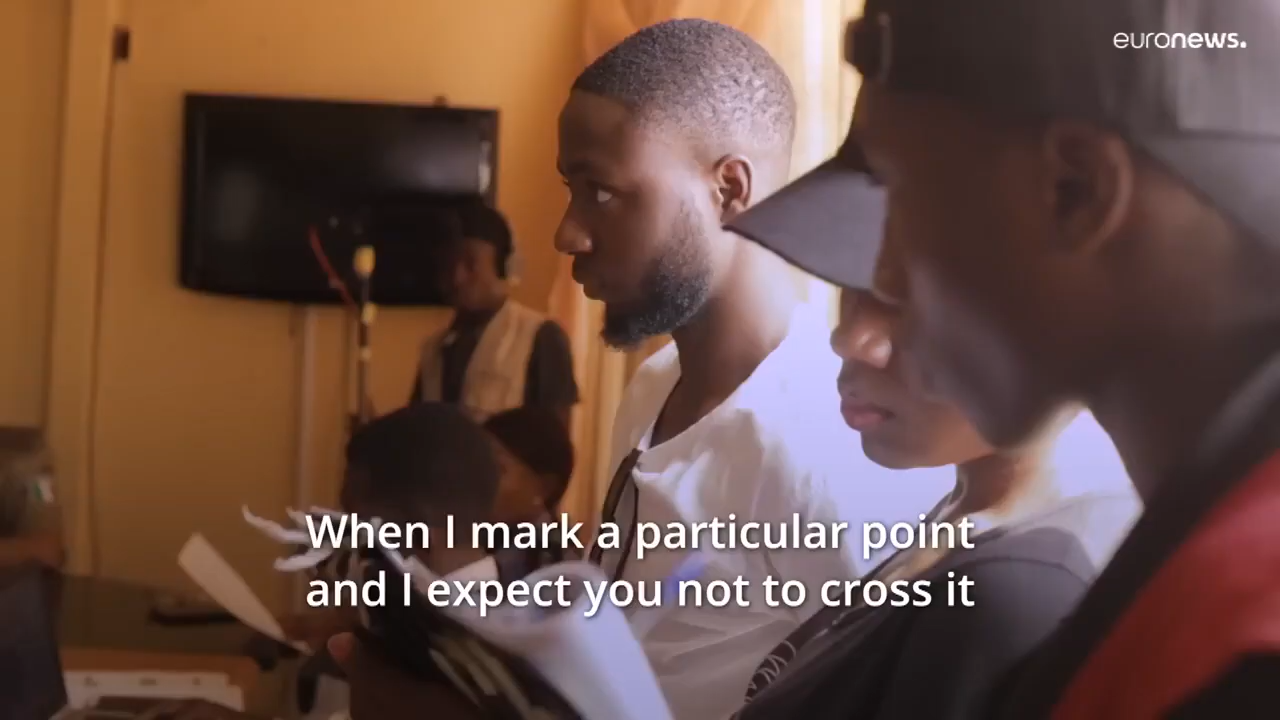 euronews.
When I mark a particular point
and I expect you not to cross it